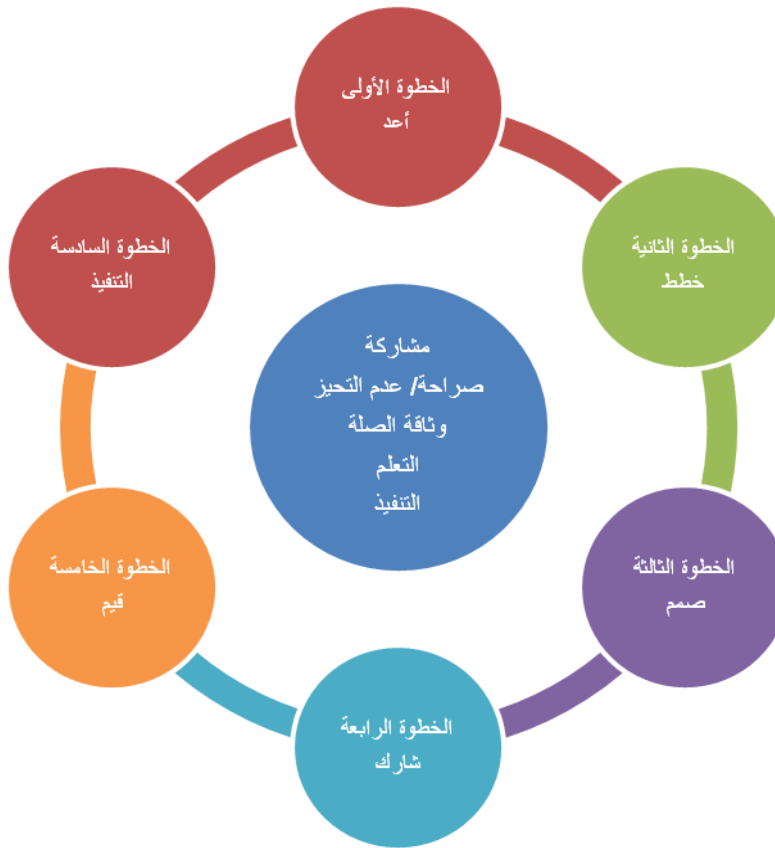 الخطوة الأولى
أعد
الخطوة الثانية
خطط
الخطوة الثالثة
صمم
الخطوة الرابعة
شارك
الخطوة الخامسة
قيم
الخطوة السادسة
التنفيذ
مشاركة
صراحة/ عدم التحيز
وثاقة الصلة
التعلم
التنفيذ